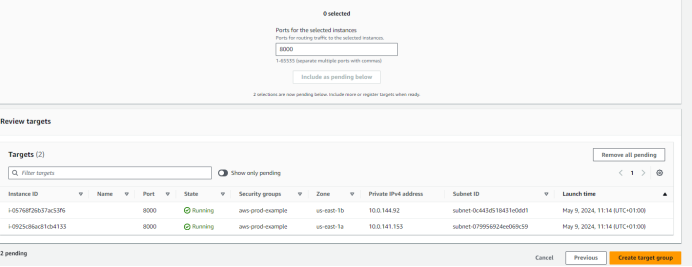 0 selected
Ports for the selected instances
Ports for routing traffic to the selected instances.
8000
1-65535 (separate multiple ports with commas)
Include as pending below
2 selections are now pending below. Include more or register targets when ready.
Review targets
Targets (2)
Remove all pending
Filter targets
Show only pending
1
Instance ID Name Port State Security groups Zone Private IPv4 address Subnet ID Launch time
i-05768f26b37ac53f6 8000 Running aws-prod-example us-east-1b 10.0.144.92 subnet-0c443d518431e0dd1 May 9, 2024, 11:14 (UTC+01:00)
i-0925c86ac81cb4133 8000 Running aws-prod-example us-east-1a 10.0.141.153 subnet-079956924ee069c59 May 9, 2024, 11:14 (UTC+01:00)
2 pending
Cancel
Previous
Create target group